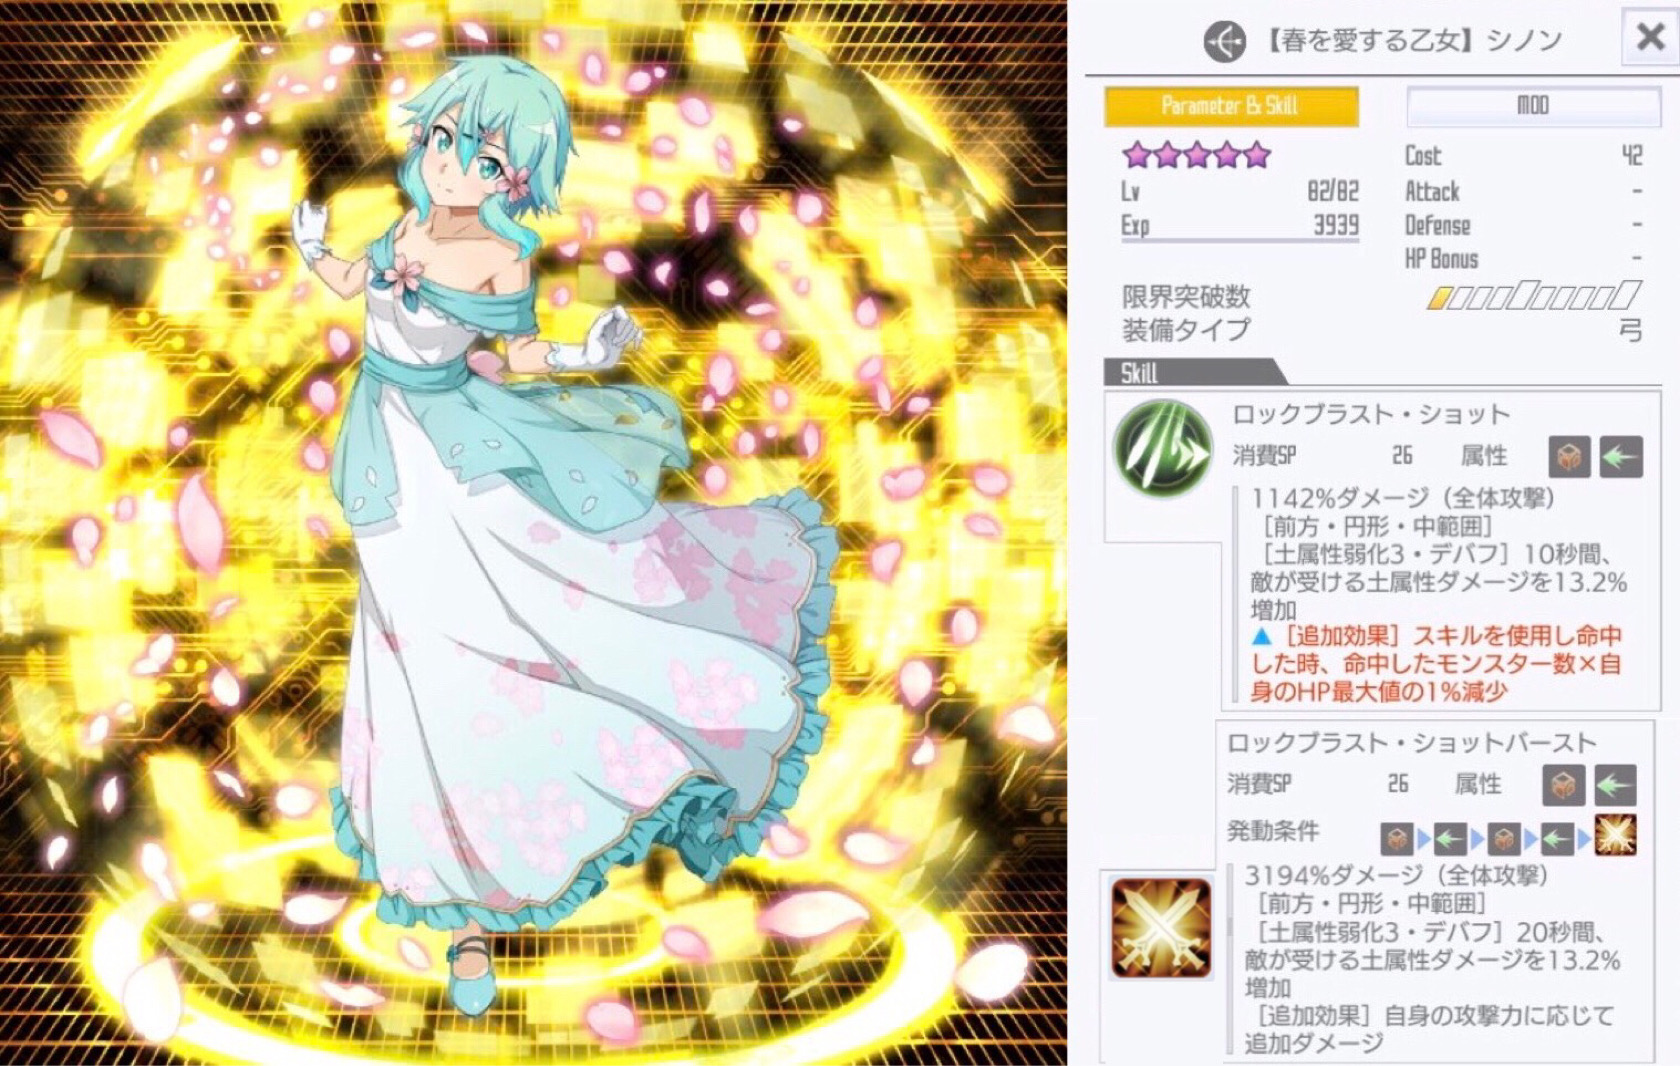 【春を愛する乙女】シノン
Parameter & Skill
MOD
Cost 42
Lv 82/82
Attack -
Exp 3939
Defense -
HP Bonus -
限界突破数
装備タイプ 弓
Skill
ロックブラスト・ショット
消費SP 26 属性
1142%ダメージ（全体攻撃）
［前方・円形・中範囲］
［土属性弱化3・デバフ］10秒間、
敵が受ける土属性ダメージを13.2%
増加
▲［追加効果］スキルを使用し命中
した時、命中したモンスター数×自
身のHP最大値の1%減少
ロックブラスト・ショットバースト
消費SP 26 属性
発動条件
3194%ダメージ（全体攻撃）
［前方・円形・中範囲］
［土属性弱化3・デバフ］20秒間、
敵が受ける土属性ダメージを13.2%
増加
［追加効果］自身の攻撃力に応じて
追加ダメージ